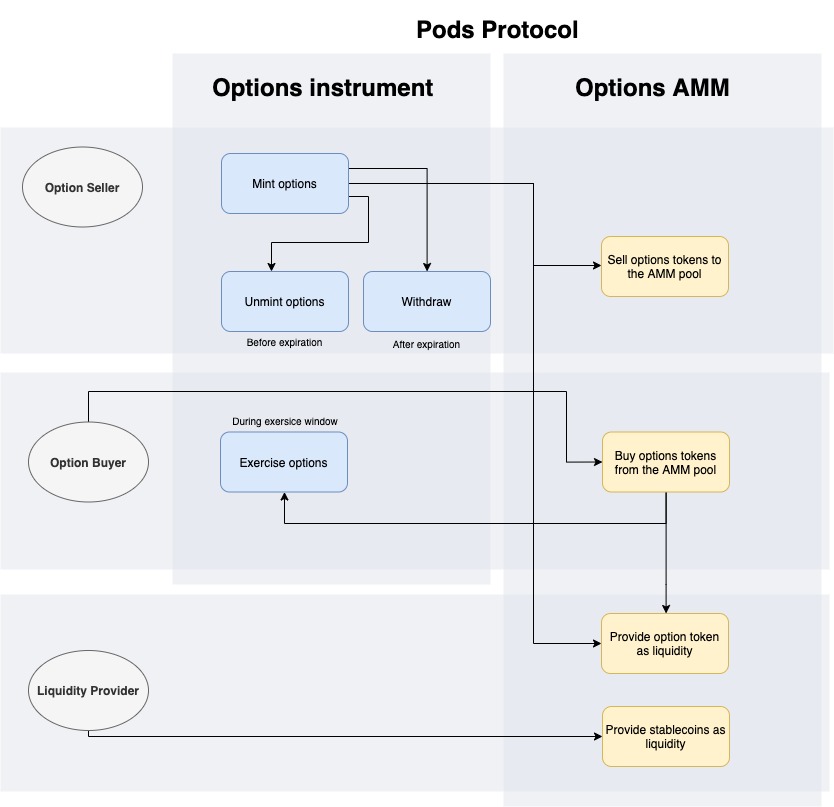 Pods Protocol
Options instrument
Options AMM
Option Seller
Mint options
Sell options tokens to
the AMM pool
Unmint options
Withdraw
Before expiration
After expiration
During exersice window
Option Buyer
Exercise options
Buy options tokens
from the AMM pool
Provide option token
as liquidity
Liquidity Provider
Provide stablecoins as
liquidity